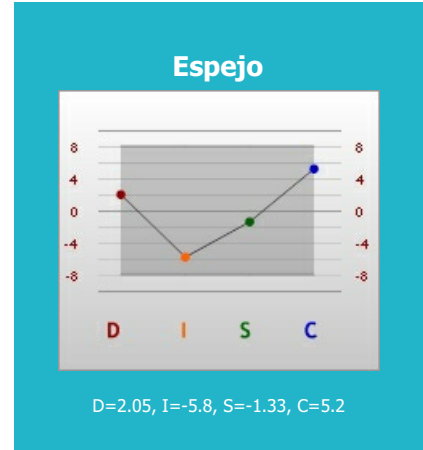 Espejo
8 8
4 4
0 0
-4 -4
-8 -8
D I S C
D=2.05, I=-5.8, S=-1.33, C=5.2